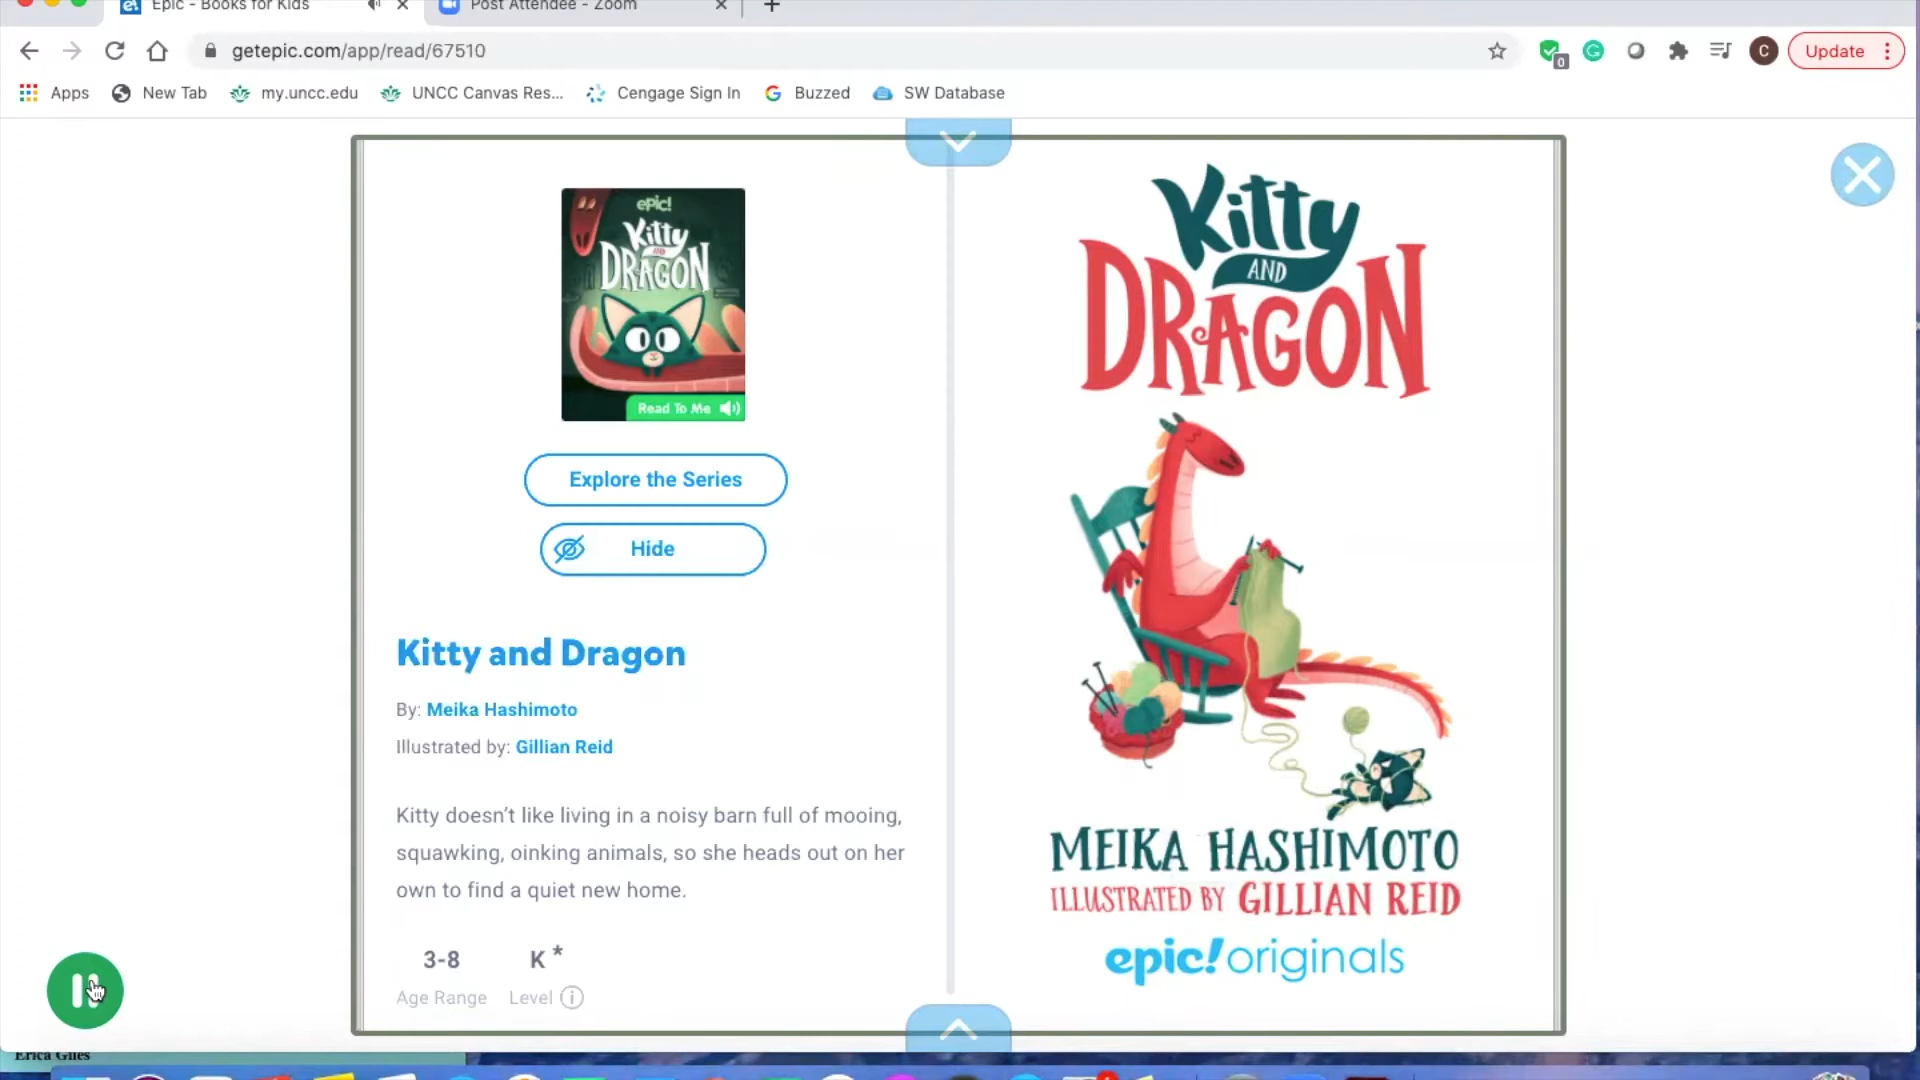 Epic - Books for Kids
Post Attendee - Zoom
getepic.com/app/read/67510
0
C
Update
Apps
New Tab
my.uncc.edu
UNCC Canvas Res...
Cengage Sign In
Buzzed
SW Database
epic!
Kitty
AND
DRAGON
Read To Me
Explore the Series
Hide
Kitty and Dragon
By: Meika Hashimoto
Illustrated by: Gillian Reid
Kitty doesn't like living in a noisy barn full of mooing,
squawking, oinking animals, so she heads out on her
own to find a quiet new home.
3-8 K *
Age Range Level i
Kitty
AND
DRAGON
MEIKA HASHIMOTO
ILLUSTRATED BY GILLIAN REID
epic! originals
Erica Giles